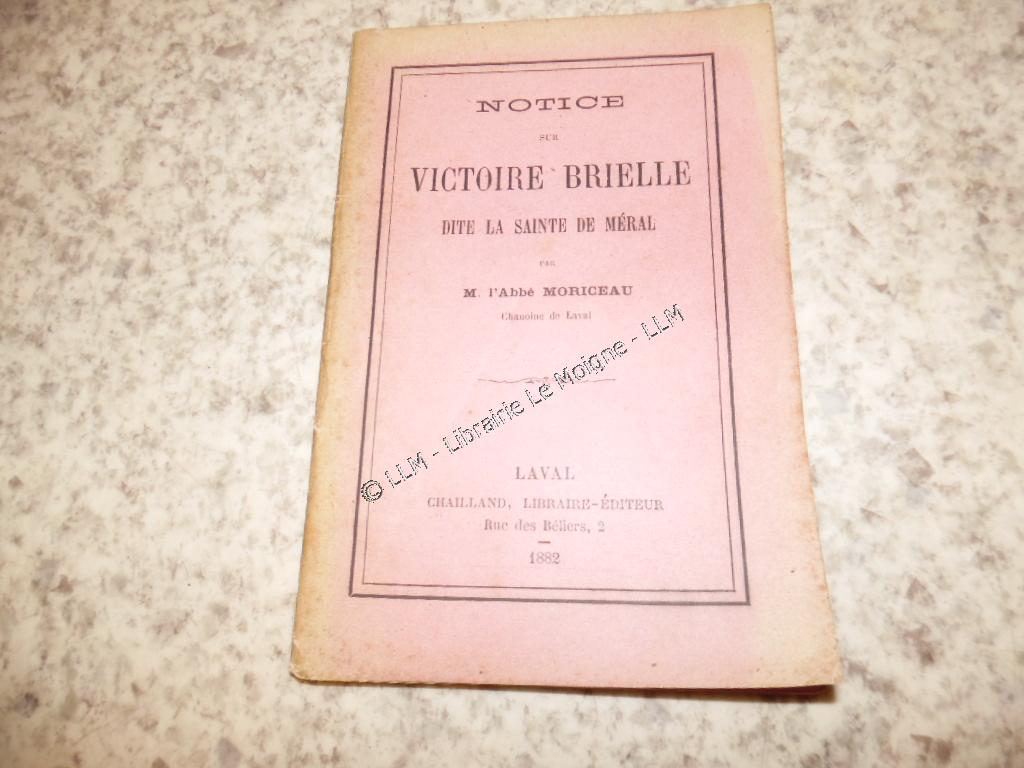 NOTICE
SUR
VICTOIRE BRIELLE
DITE LA SAINTE DE MÉRAL
PAR
M. l'Abbé MORICEAU
Chanoine de Laval
© LLM - Librairie Le Moigne - LLM
LAVAL
CHAILLAND, LIBRAIRE-ÉDITEUR
Rue des Béliers, 2
1882